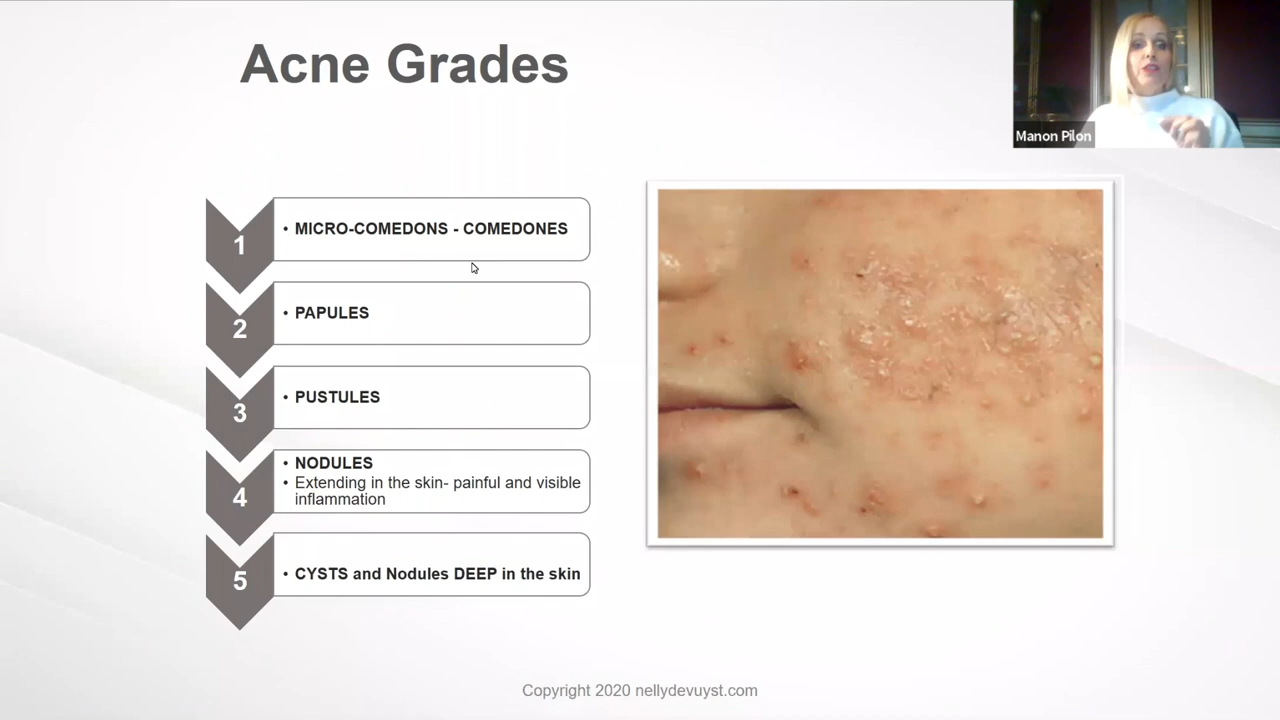 Acne Grades
Manon Pilon
1
• MICRO-COMEDONS - COMEDONES
2
• PAPULES
3
• PUSTULES
4
• NODULES
• Extending in the skin- painful and visible
inflammation
5
• CYSTS and Nodules DEEP in the skin
Copyright 2020 nellydevuyst.com